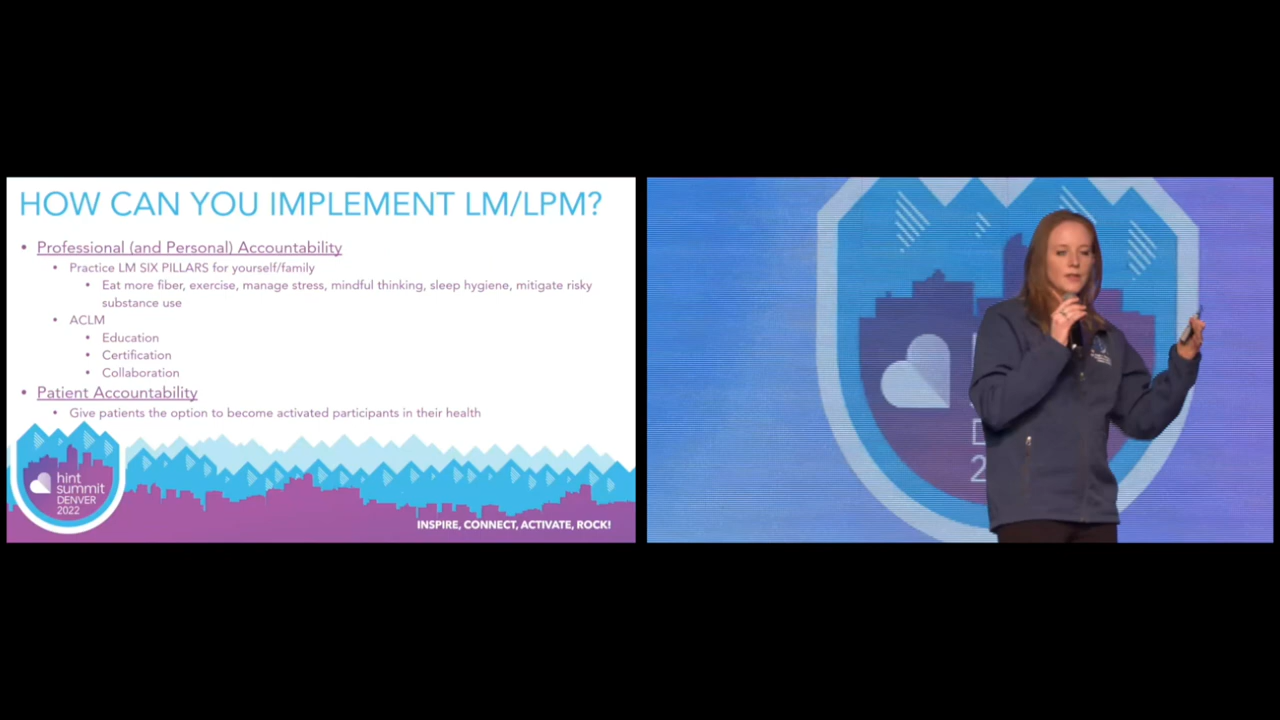 HOW CAN YOU IMPLEMENT LM/LPM?
• Professional (and Personal) Accountability
• Practice LM SIX PILLARS for yourself/family
• Eat more fiber, exercise, manage stress, mindful thinking, sleep hygiene, mitigate risky
substance use
• ACLM
• Education
• Certification
• Collaboration
• Patient Accountability
• Give patients the option to become activated participants in their health
hint
summit
DENVER
2022
INSPIRE, CONNECT, ACTIVATE, ROCK!
D
2